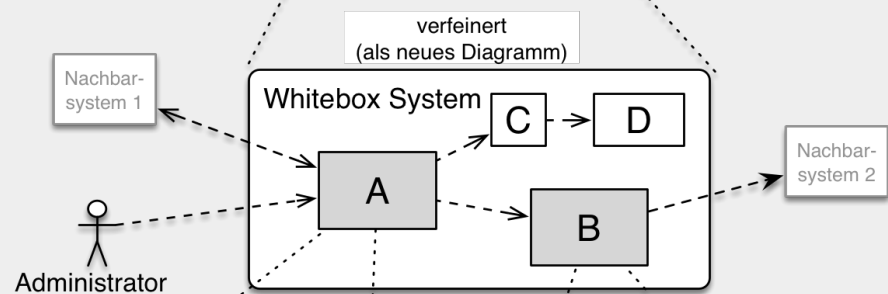 verfeinert
(als neues Diagramm)
Nachbar-
system 1
Whitebox System
C
D
A
B
Nachbar-
system 2
Administrator